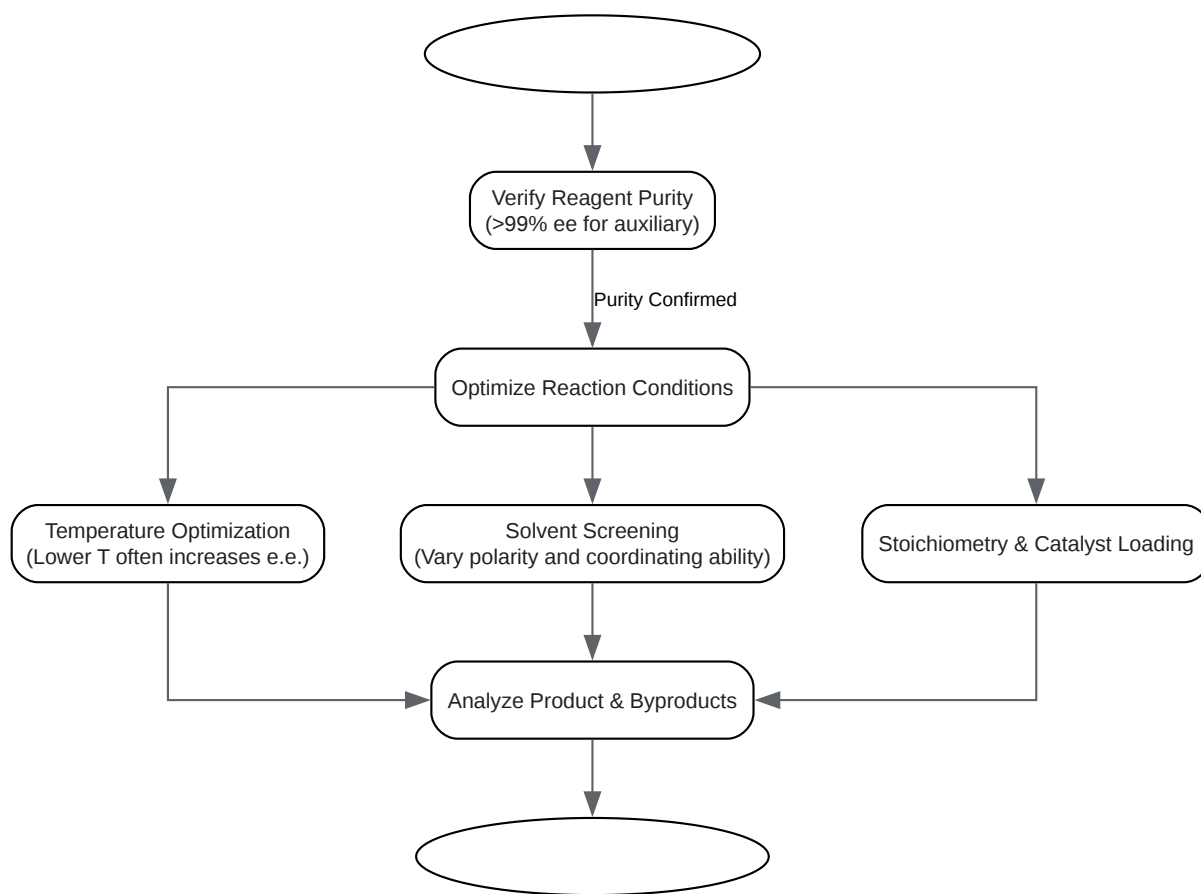 Verify Reagent Purity
(>99% ee for auxiliary)
Purity Confirmed
Optimize Reaction Conditions
Temperature Optimization
(Lower T often increases e.e.)
Solvent Screening
(Vary polarity and coordinating ability)
Stoichiometry & Catalyst Loading
Analyze Product & Byproducts